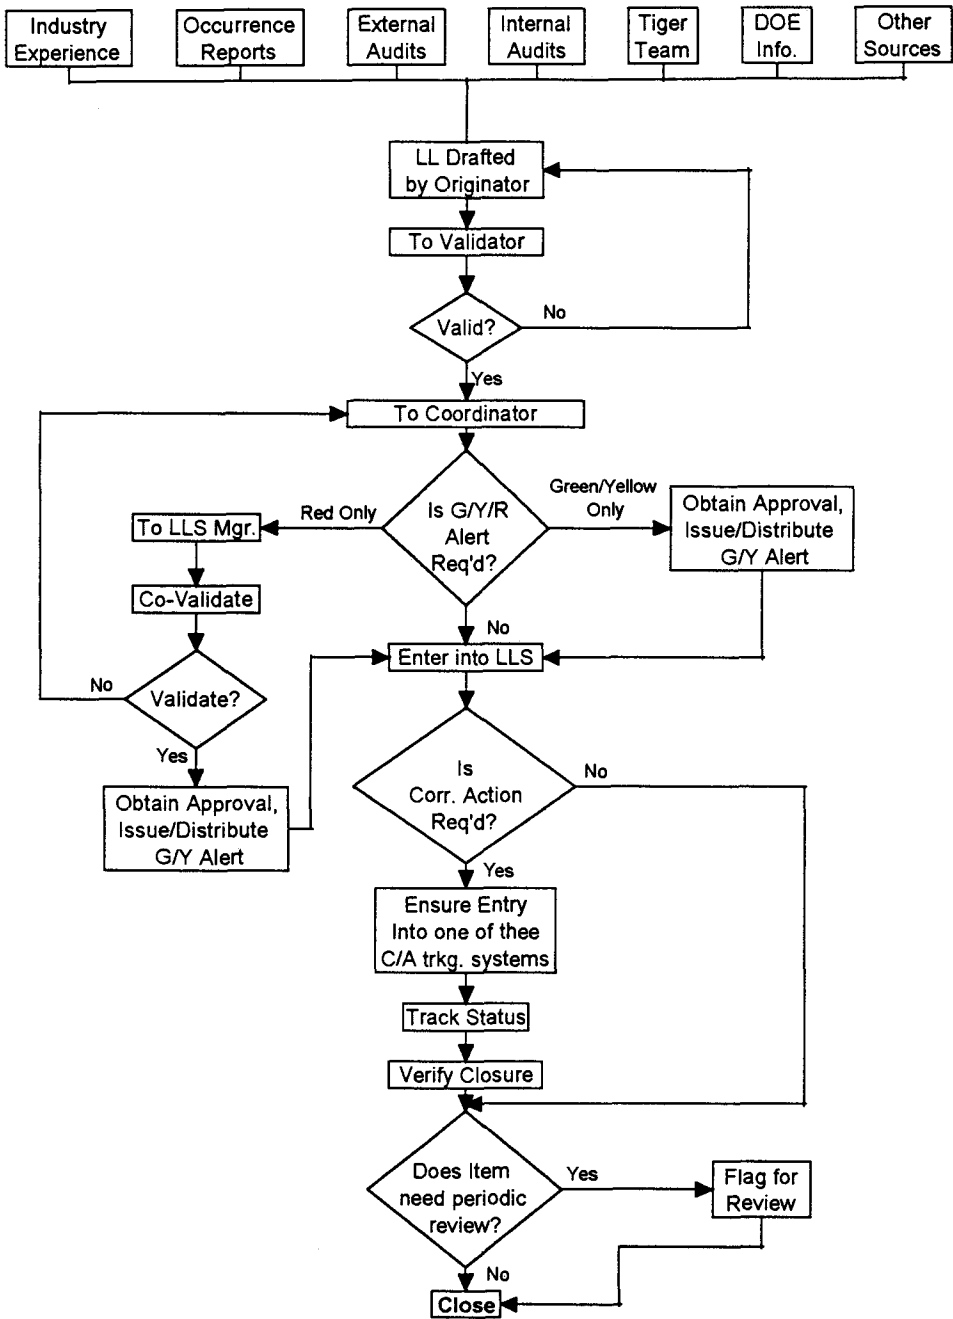 Industry
Experience
Occurrence
Reports
External
Audits
Internal
Audits
Tiger
Team
DOE
Info.
Other
Sources
LL Drafted
by Originator
To Validator
Valid?
No
Yes
To Coordinator
Is G/Y/R
Alert
Req'd?
Red Only
Green/Yellow
Only
Obtain Approval,
Issue/Distribute
G/Y Alert
To LLS Mgr.
Co-Validate
Validate?
No
Yes
Obtain Approval,
Issue/Distribute
G/Y Alert
No
Enter into LLS
Is
Corr. Action
Req'd?
No
Yes
Ensure Entry
Into one of thee
C/A trkg. systems
Track Status
Verify Closure
Does Item
need periodic
review?
Yes
Flag for
Review
No
Close